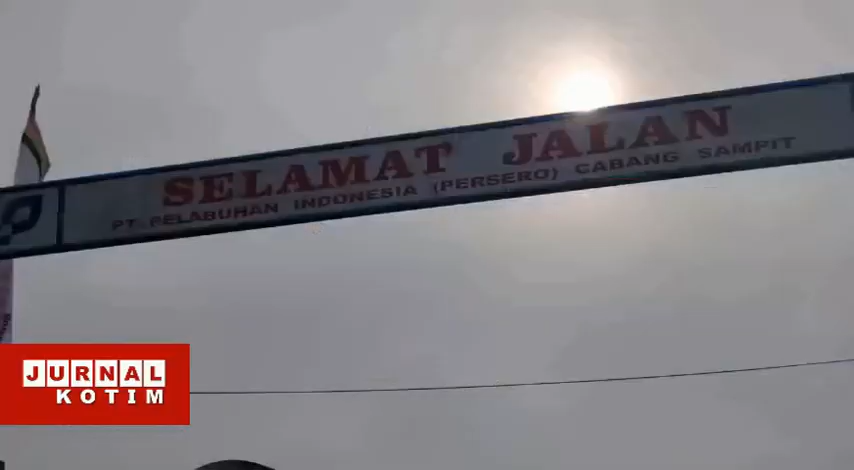 SELAMAT JALAN
PT. PELABUHAN INDONESIA (PERSERO) CABANG SAMPIT
JURNAL
KOTIM